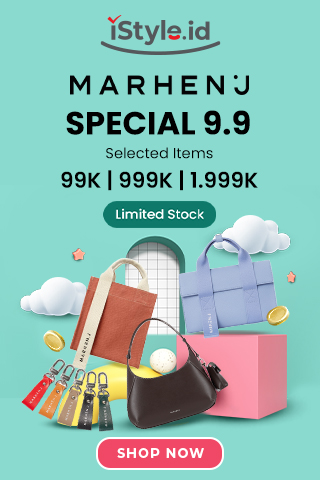 iStyle.id
MARHEN J
SPECIAL 9.9
Selected Items
99K | 999K | 1.999K
Limited Stock
SHOP NOW